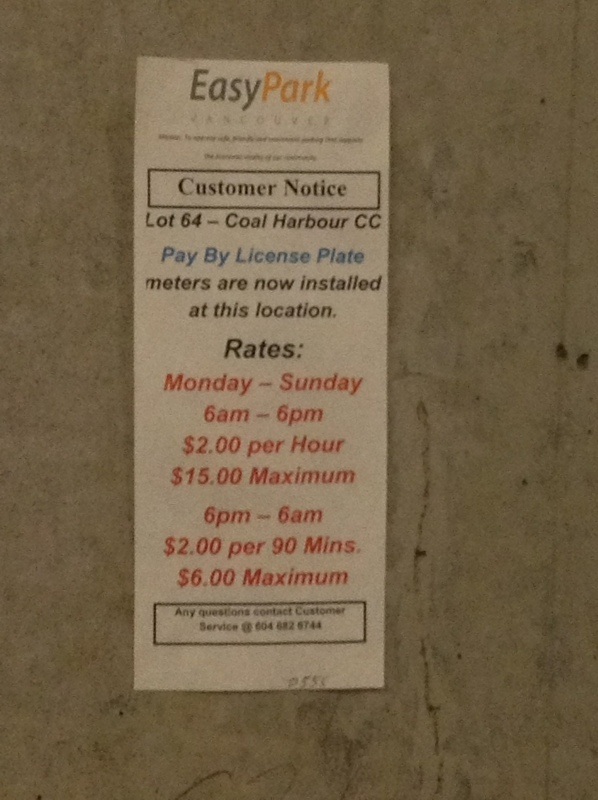 EasyPark
VANCOUVER
Customer Notice
Lot 64 – Coal Harbour CC
Pay By License Plate
meters are now installed
at this location.
Rates:
Monday – Sunday
6am – 6pm
$2.00 per Hour
$15.00 Maximum
6pm – 6am
$2.00 per 90 Mins.
$6.00 Maximum
Any questions contact Customer
Service @ 604 682 6744